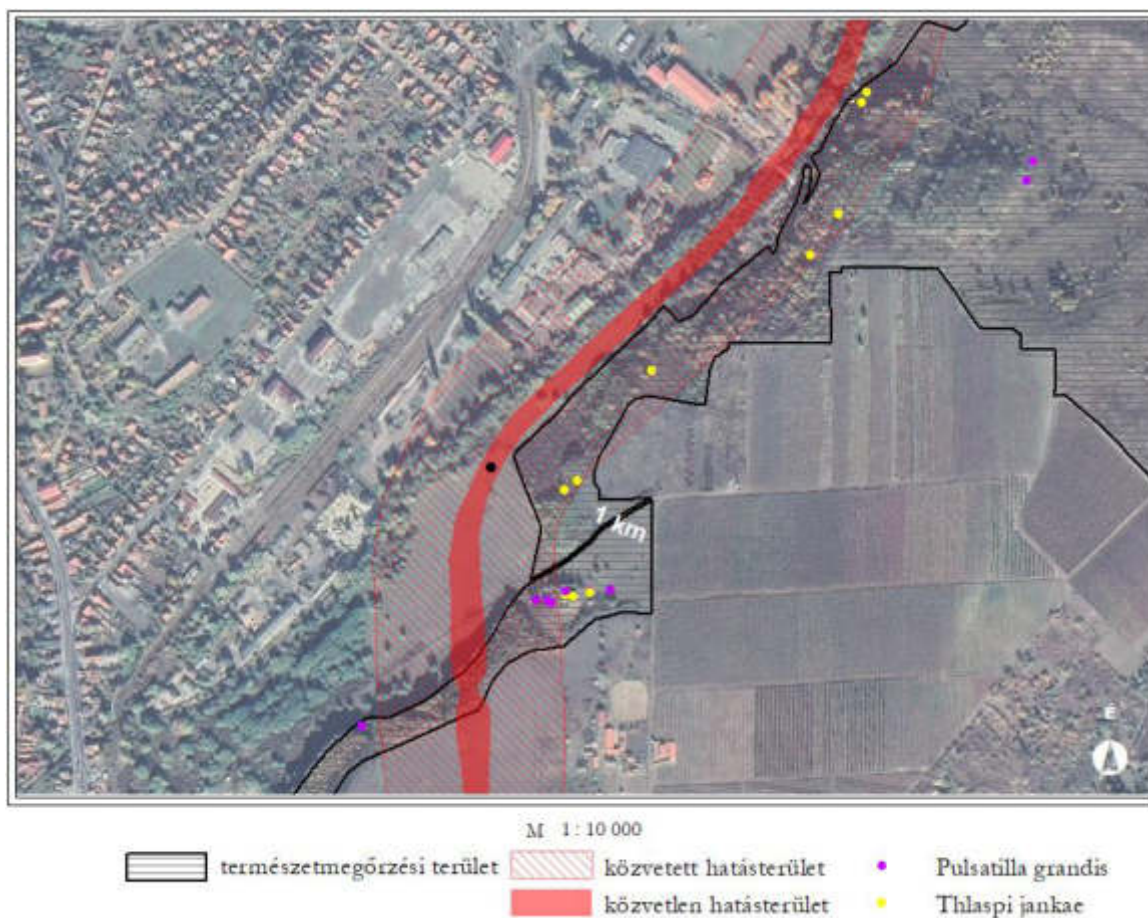 1 km
É
M 1 : 10 000
természetmegőrzési terület
közvetett hatásterület
Pulsatilla grandis
közvetlen hatásterület
Thlaspi jankae